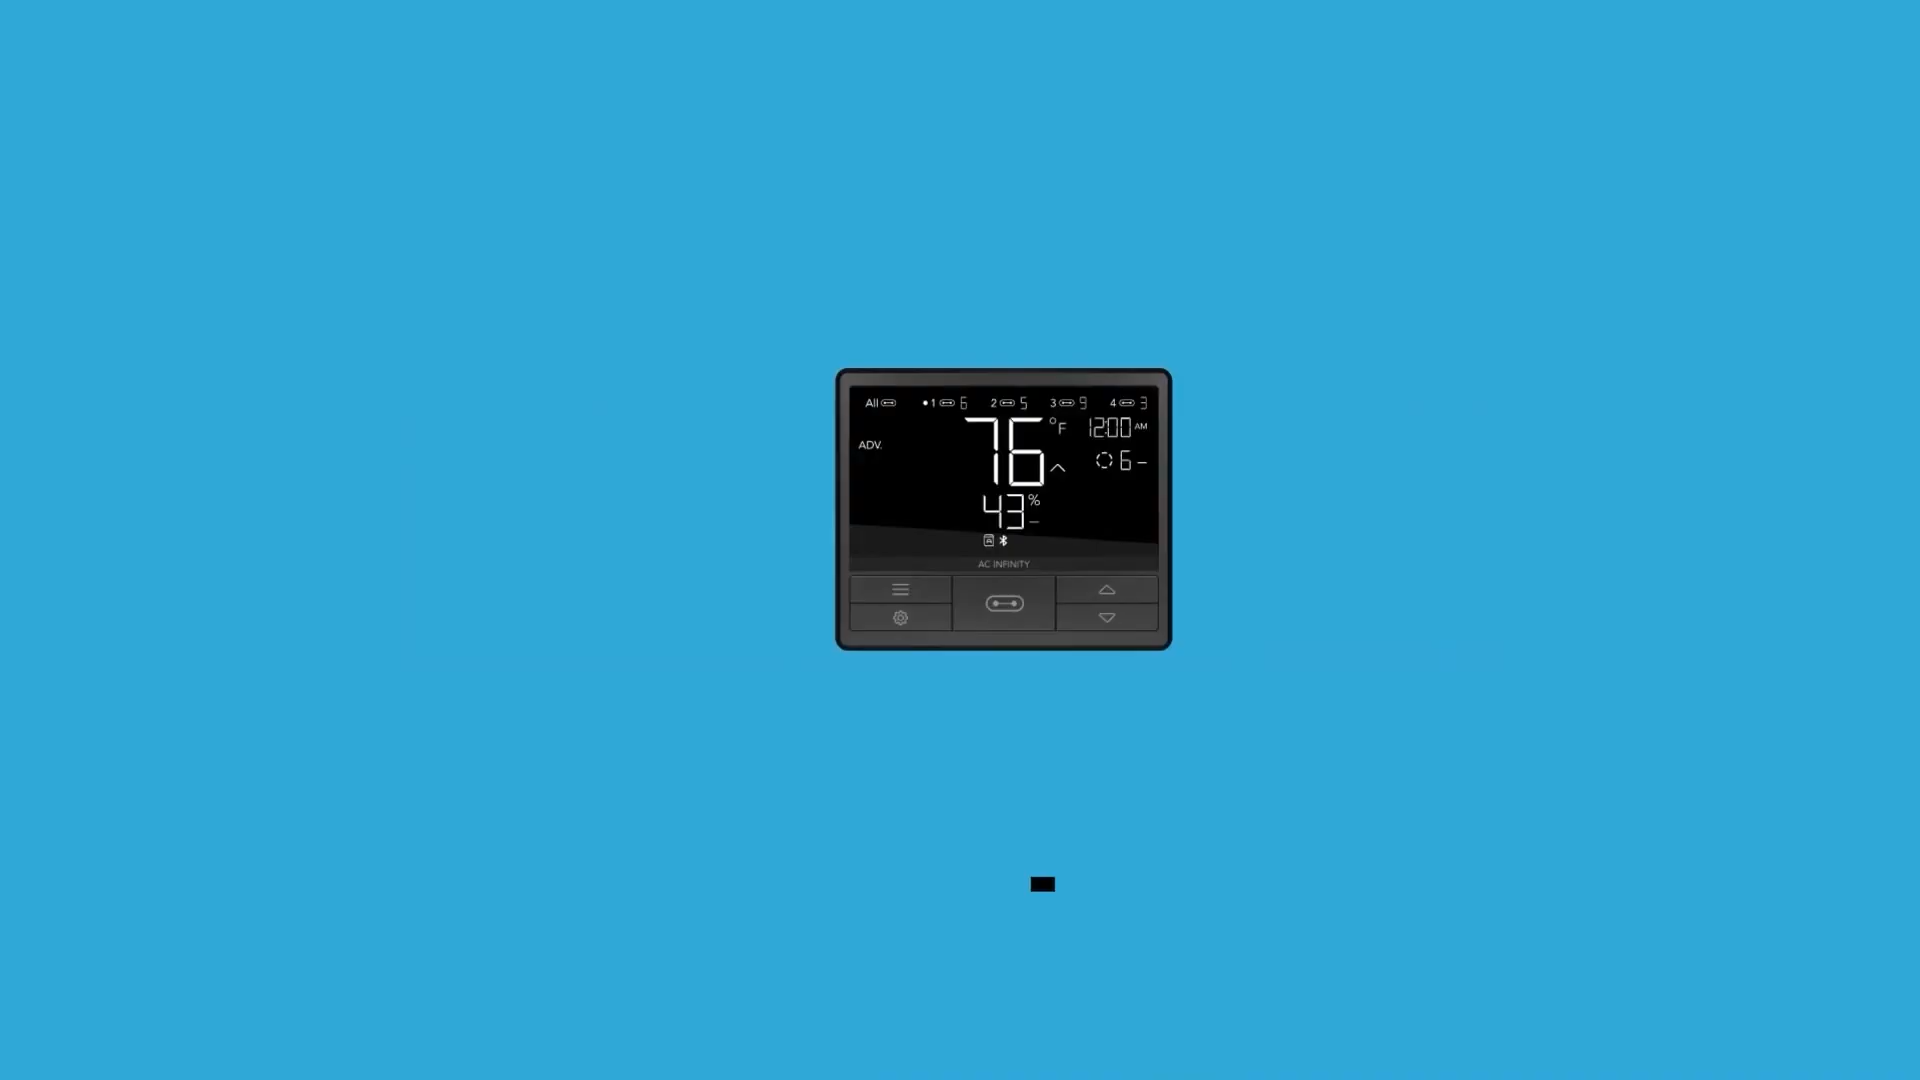 All •1 6 2 5 3 9 4 3
ADV. 76 °F 12:00 AM
6 –
43 %
AC INFINITY